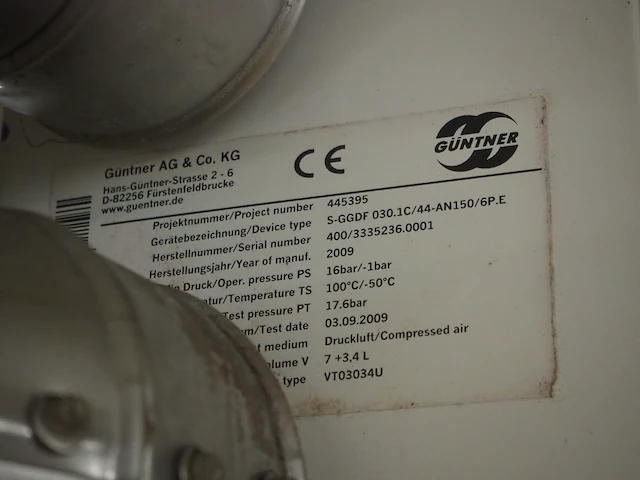 Güntner AG & Co. KG
Hans-Güntner-Strasse 2 - 6
D-82256 Fürstenfeldbrucke
www.guentner.de
CE
GÜNTNER
Projektnummer/Project number 445395
Gerätebezeichnung/Device type S-GGDF 030.1C/44-AN150/6P.E
Herstellnummer/Serial number 400/3335236.0001
Herstellungsjahr/Year of manuf. 2009
Druck/Oper. pressure PS 16bar/-1bar
/Temperature TS 100°C/-50°C
Test pressure PT 17.6bar
/Test date 03.09.2009
medium Druckluft/Compressed air
V 7 +3,4 L
type VT03034U